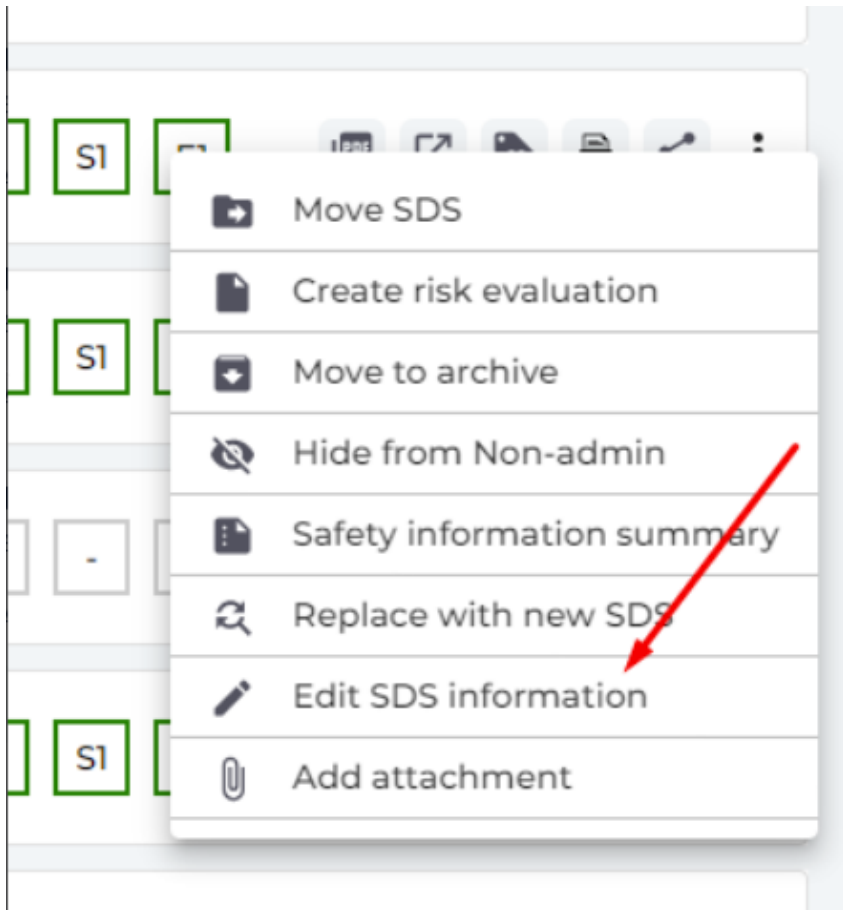 S1
PDF
Move SDS
Create risk evaluation
Move to archive
Hide from Non-admin
S1
Safety information summary
-
Replace with new SDS
Edit SDS information
S1
Add attachment